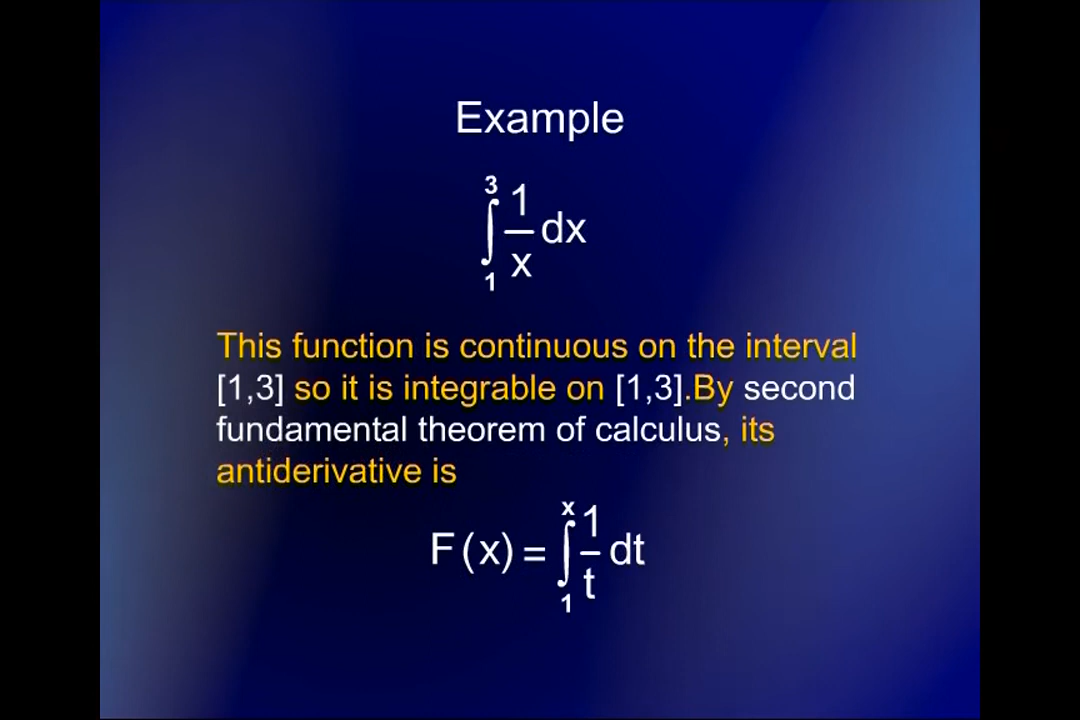 Example
∫₁³ 1/x dx
This function is continuous on the interval
[1,3] so it is integrable on [1,3].By second
fundamental theorem of calculus, its
antiderivative is
F(x) = ∫₁ˣ 1/t dt